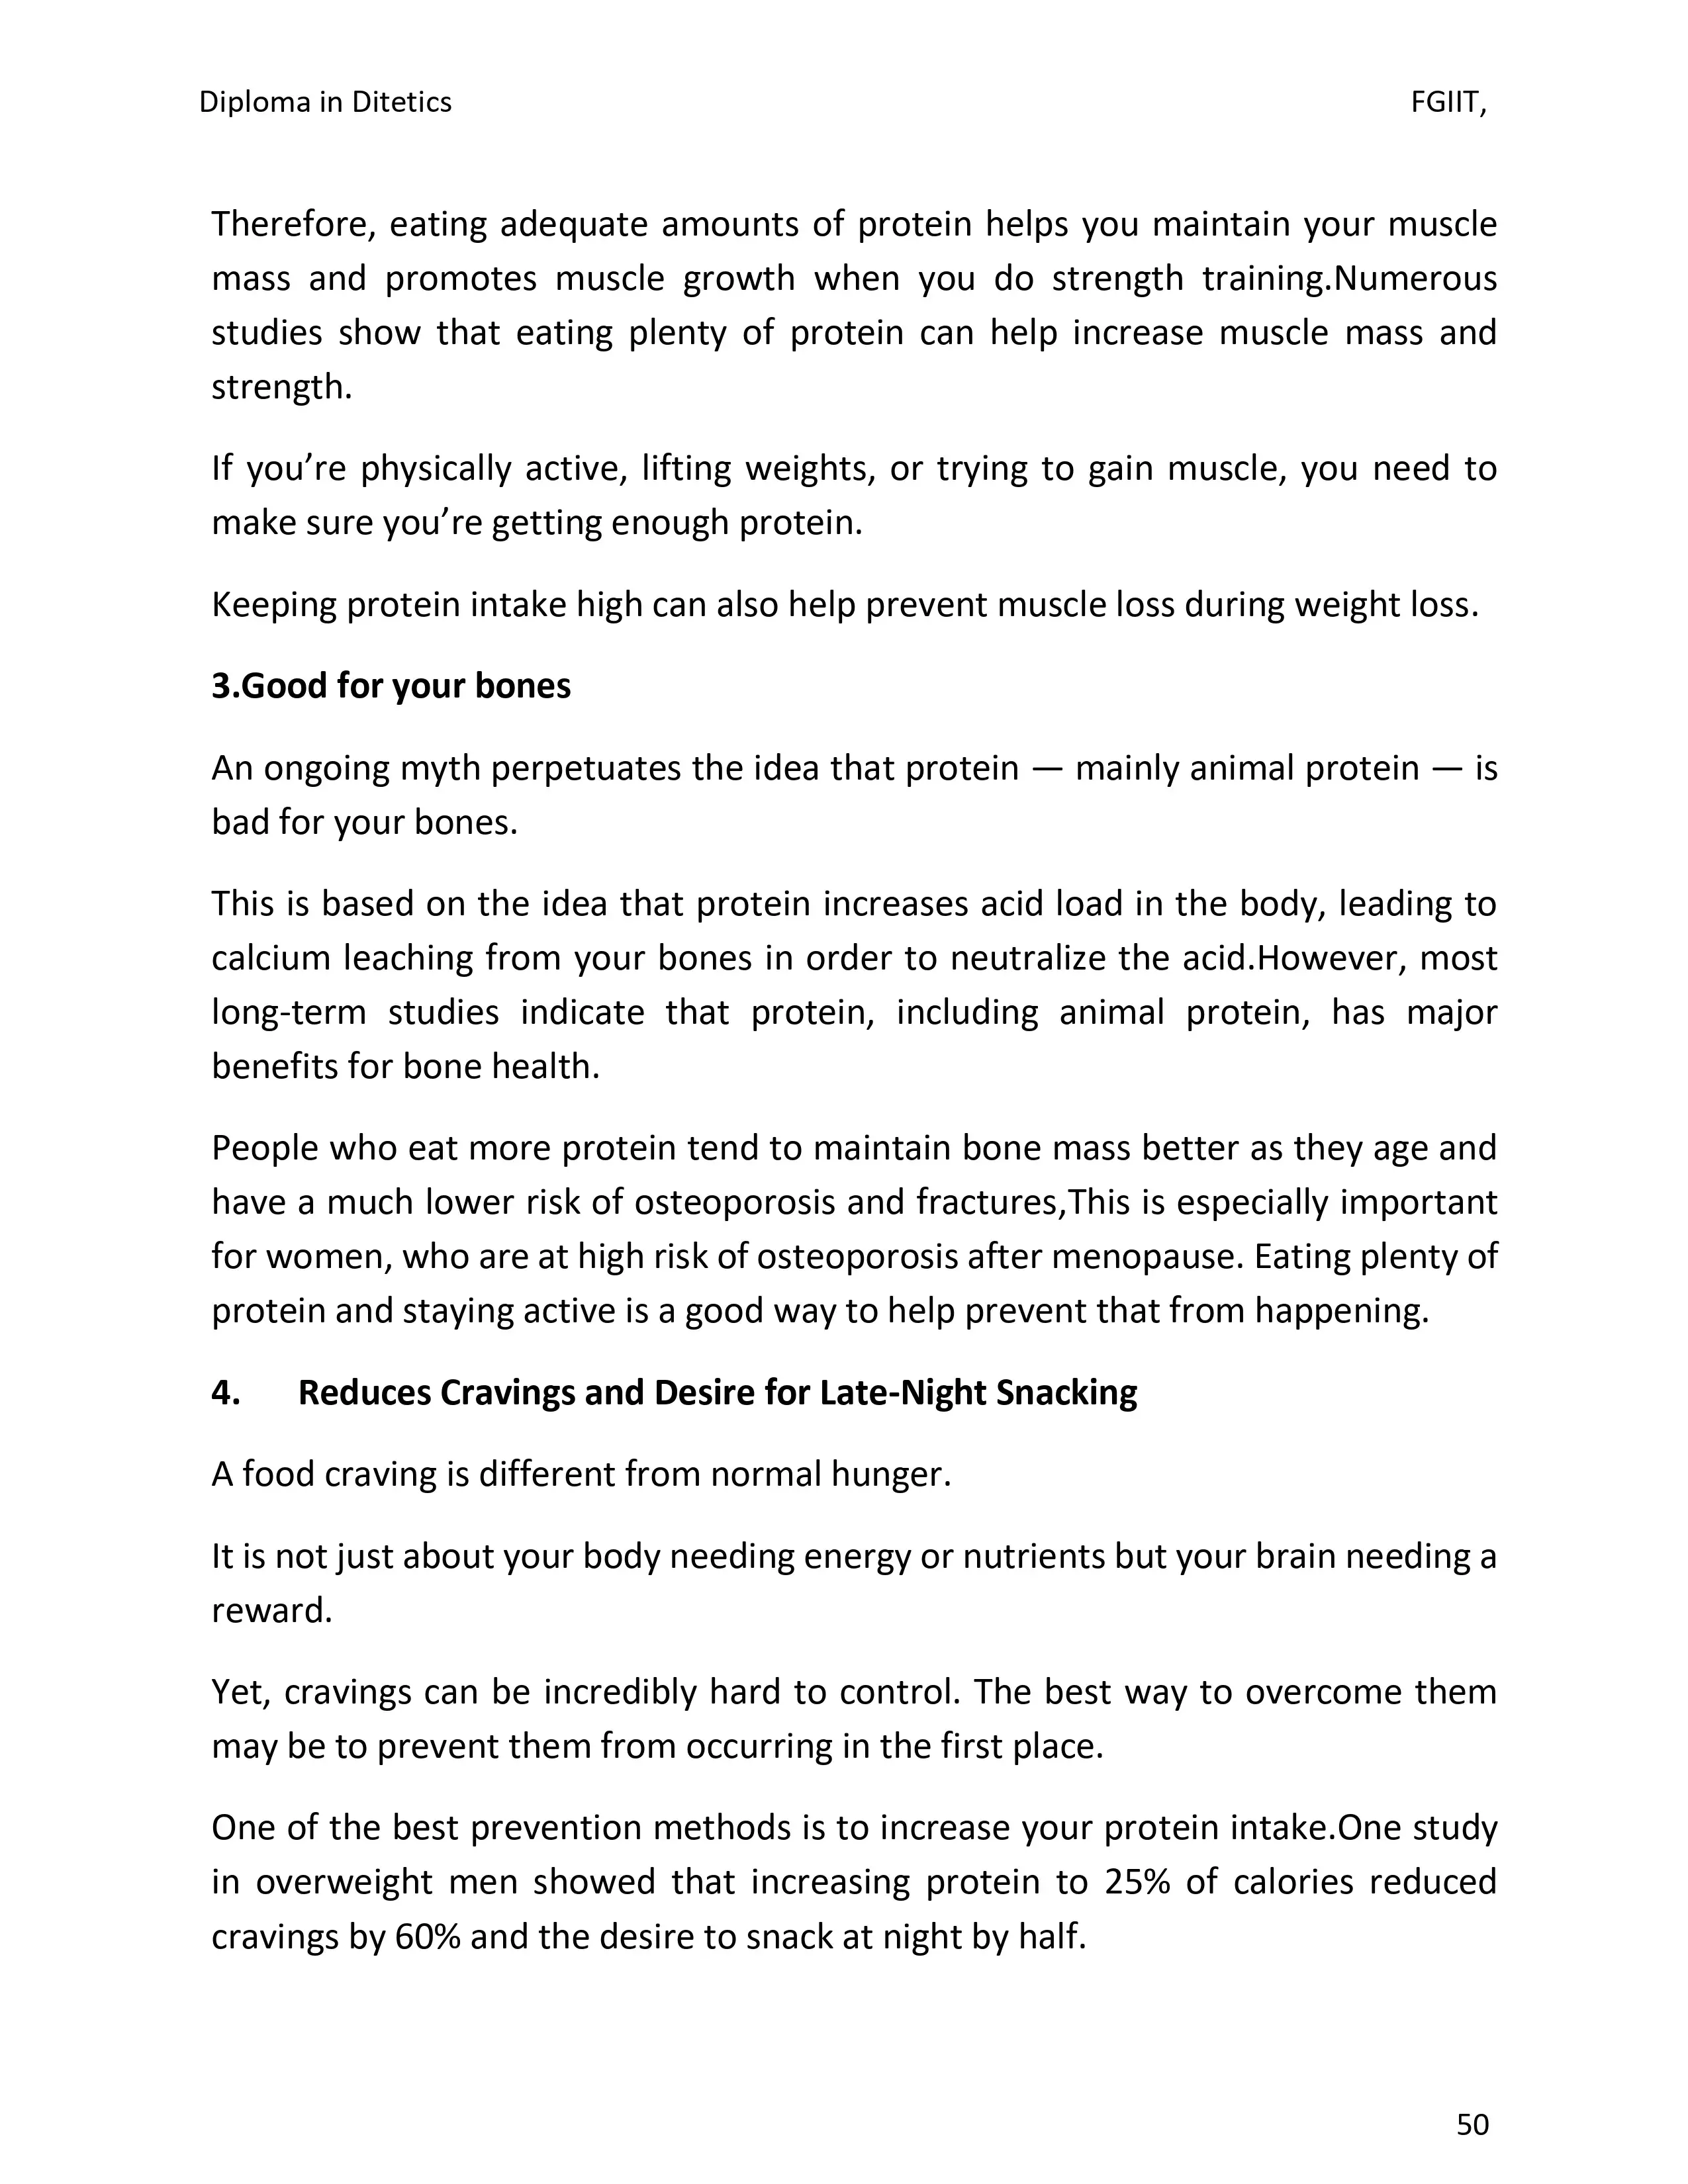 Diploma in Ditetics FGIIT,
Therefore, eating adequate amounts of protein helps you maintain your muscle
mass and promotes muscle growth when you do strength training.Numerous
studies show that eating plenty of protein can help increase muscle mass and
strength.
If you’re physically active, lifting weights, or trying to gain muscle, you need to
make sure you’re getting enough protein.
Keeping protein intake high can also help prevent muscle loss during weight loss.
3.Good for your bones
An ongoing myth perpetuates the idea that protein — mainly animal protein — is
bad for your bones.
This is based on the idea that protein increases acid load in the body, leading to
calcium leaching from your bones in order to neutralize the acid.However, most
long-term studies indicate that protein, including animal protein, has major
benefits for bone health.
People who eat more protein tend to maintain bone mass better as they age and
have a much lower risk of osteoporosis and fractures,This is especially important
for women, who are at high risk of osteoporosis after menopause. Eating plenty of
protein and staying active is a good way to help prevent that from happening.
4. Reduces Cravings and Desire for Late-Night Snacking
A food craving is different from normal hunger.
It is not just about your body needing energy or nutrients but your brain needing a
reward.
Yet, cravings can be incredibly hard to control. The best way to overcome them
may be to prevent them from occurring in the first place.
One of the best prevention methods is to increase your protein intake.One study
in overweight men showed that increasing protein to 25% of calories reduced
cravings by 60% and the desire to snack at night by half.
50